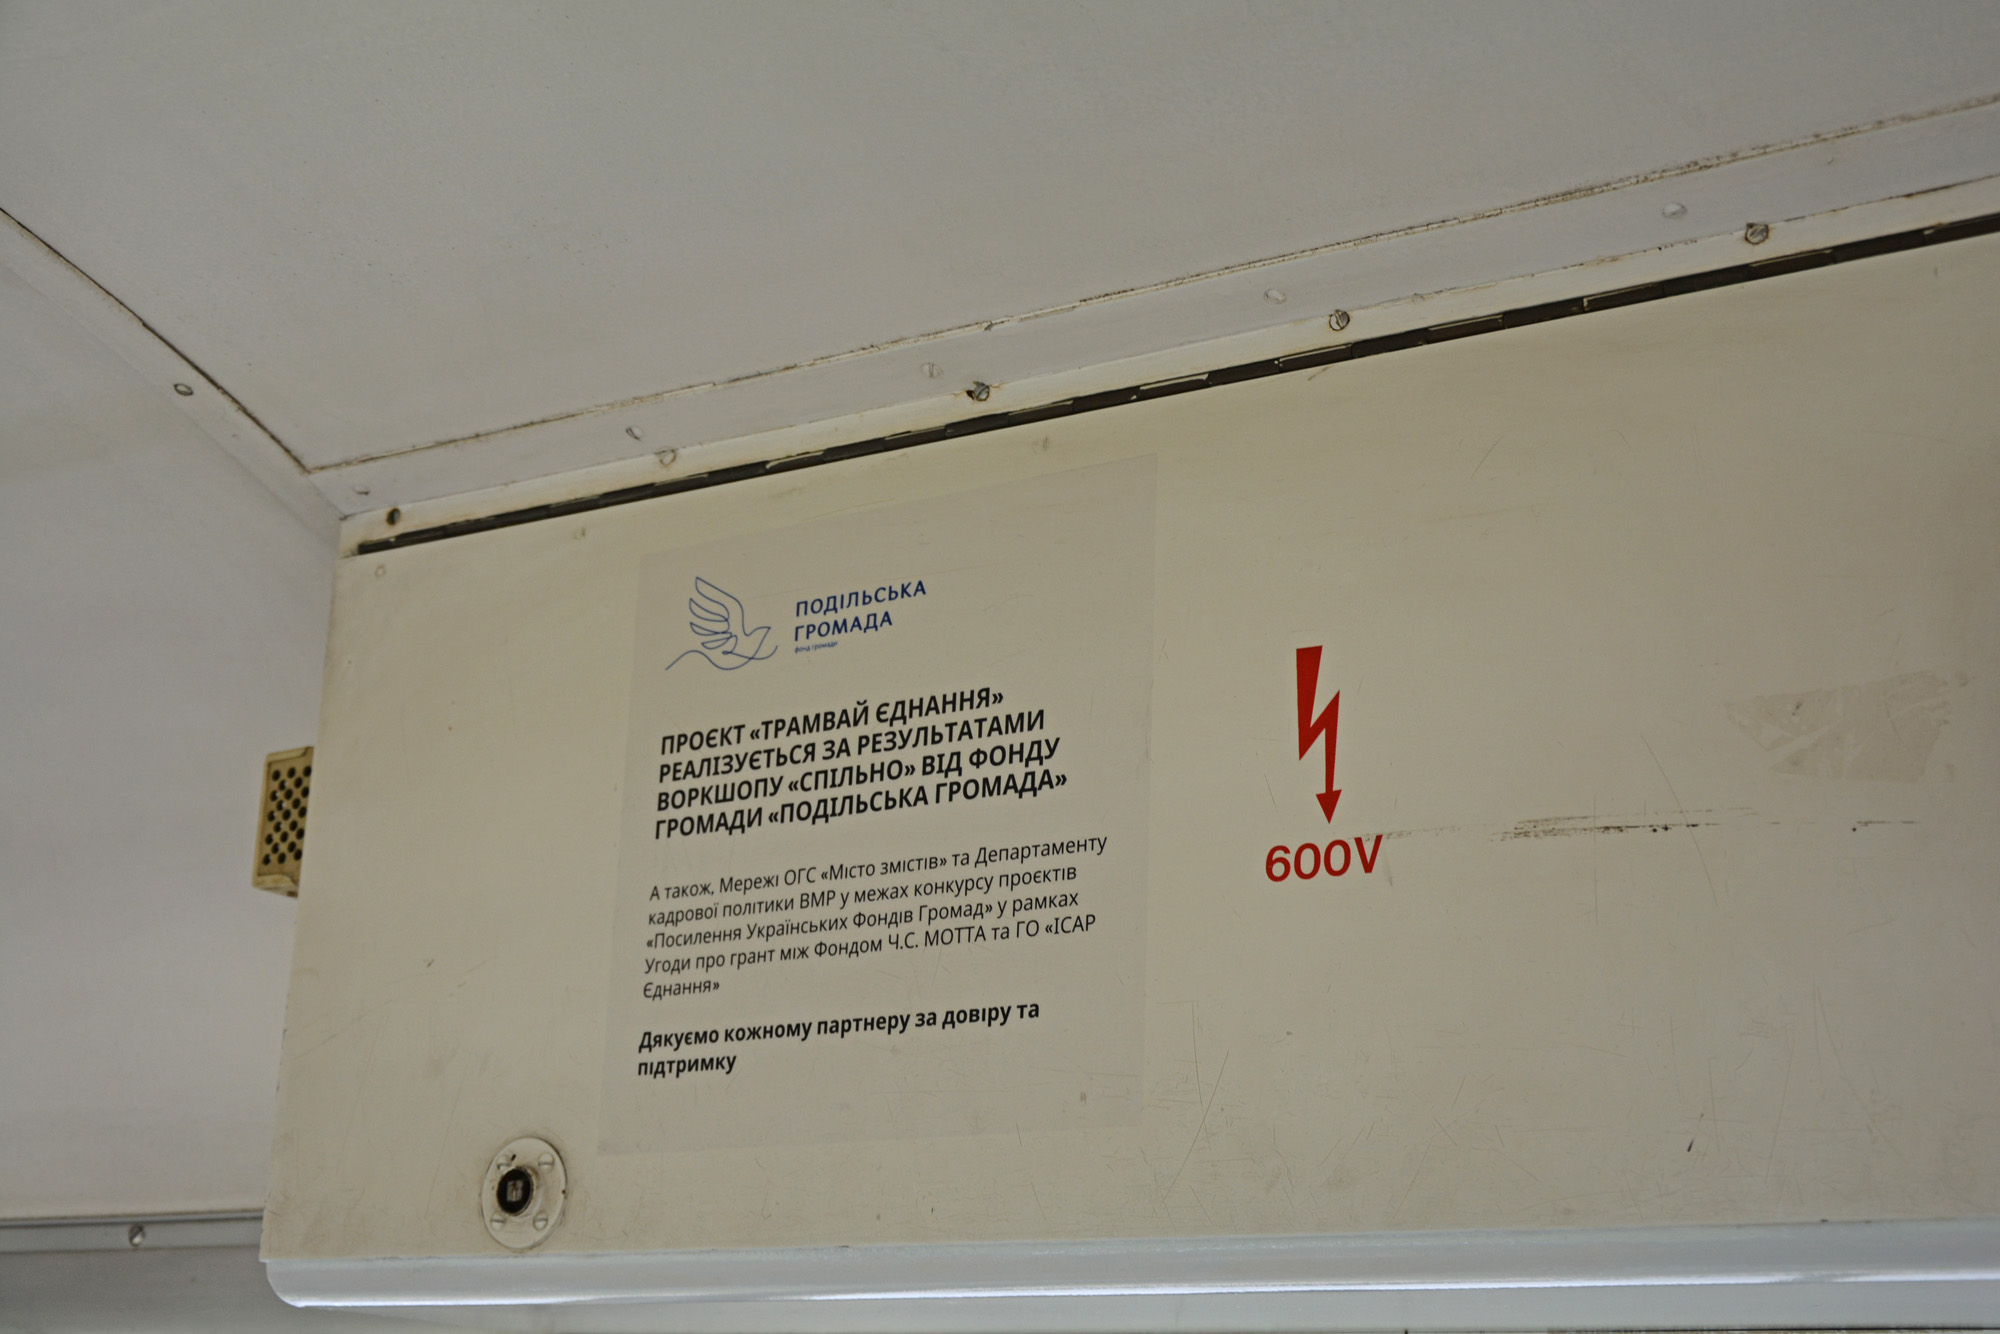 ПОДІЛЬСЬКА
ГРОМАДА
фонд громади
ПРОЄКТ «ТРАМВАЙ ЄДНАННЯ»
РЕАЛІЗУЄТЬСЯ ЗА РЕЗУЛЬТАТАМИ
ВОРКШОПУ «СПІЛЬНО» ВІД ФОНДУ
ГРОМАДИ «ПОДІЛЬСЬКА ГРОМАДА»
А також, Мережі ОГС «Місто змістів» та Департаменту
кадрової політики ВМР у межах конкурсу проєктів
«Посилення Українських Фондів Громад» у рамках
Угоди про грант між Фондом Ч.С. МОТТА та ГО «ІСАР
Єднання»
Дякуємо кожному партнеру за довіру та
підтримку
600V